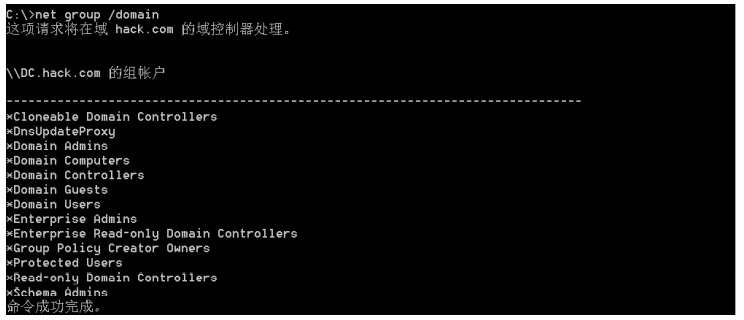 C:\>net group /domain
这项请求将在域 hack.com 的域控制器处理。
\\DC.hack.com 的组帐户
-------------------------------------------------------------------------------
*Cloneable Domain Controllers
*DnsUpdateProxy
*Domain Admins
*Domain Computers
*Domain Controllers
*Domain Guests
*Domain Users
*Enterprise Admins
*Enterprise Read-only Domain Controllers
*Group Policy Creator Owners
*Protected Users
*Read-only Domain Controllers
*Schema Admins
命令成功完成。